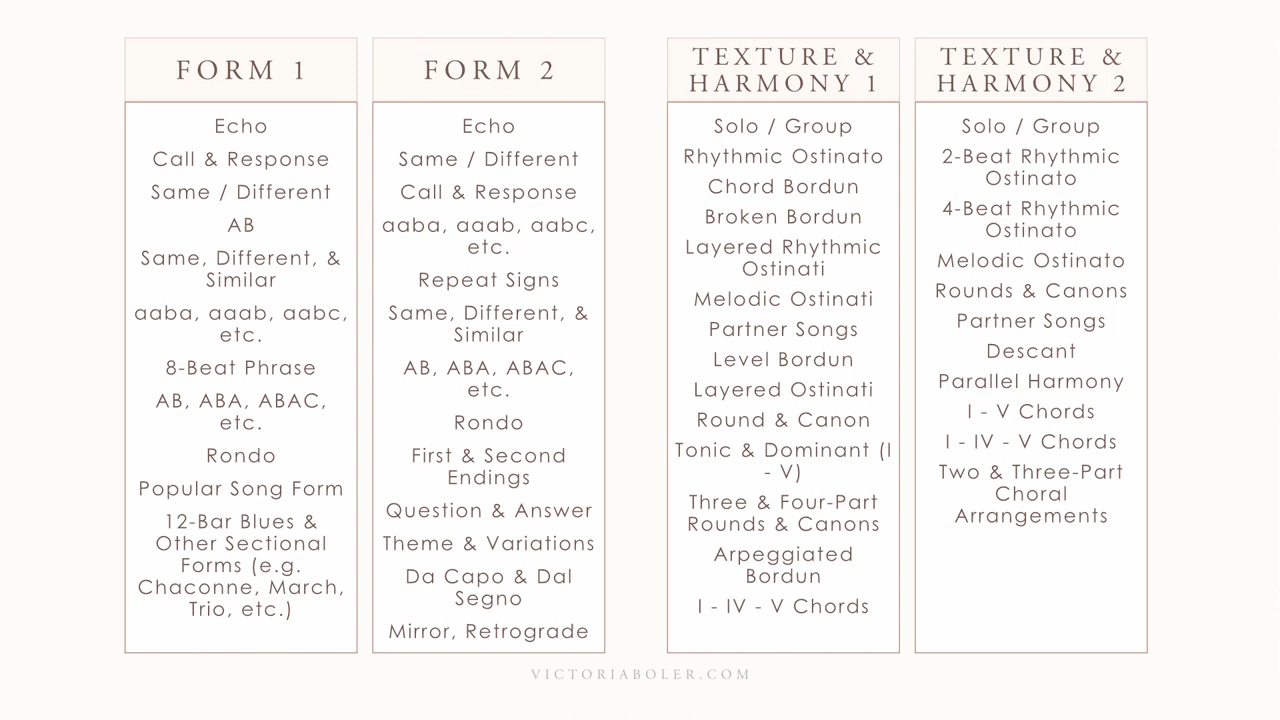 FORM 1
Echo
Call & Response
Same / Different
AB
Same, Different, &
Similar
aaba, aaab, aabc,
etc.
8-Beat Phrase
AB, ABA, ABAC,
etc.
Rondo
Popular Song Form
12-Bar Blues &
Other Sectional
Forms (e.g.
Chaconne, March,
Trio, etc.)
FORM 2
Echo
Same / Different
Call & Response
aaba, aaab, aabc,
etc.
Repeat Signs
Same, Different, &
Similar
AB, ABA, ABAC,
etc.
Rondo
First & Second
Endings
Question & Answer
Theme & Variations
Da Capo & Dal
Segno
Mirror, Retrograde
TEXTURE &
HARMONY 1
Solo / Group
Rhythmic Ostinato
Chord Bordun
Broken Bordun
Layered Rhythmic
Ostinati
Melodic Ostinati
Partner Songs
Level Bordun
Layered Ostinati
Round & Canon
Tonic & Dominant (I
- V)
Three & Four-Part
Rounds & Canons
Arpeggiated
Bordun
I - IV - V Chords
TEXTURE &
HARMONY 2
Solo / Group
2-Beat Rhythmic
Ostinato
4-Beat Rhythmic
Ostinato
Melodic Ostinato
Rounds & Canons
Partner Songs
Descant
Parallel Harmony
I - V Chords
I - IV - V Chords
Two & Three-Part
Choral
Arrangements
VICTORIABOLER.COM